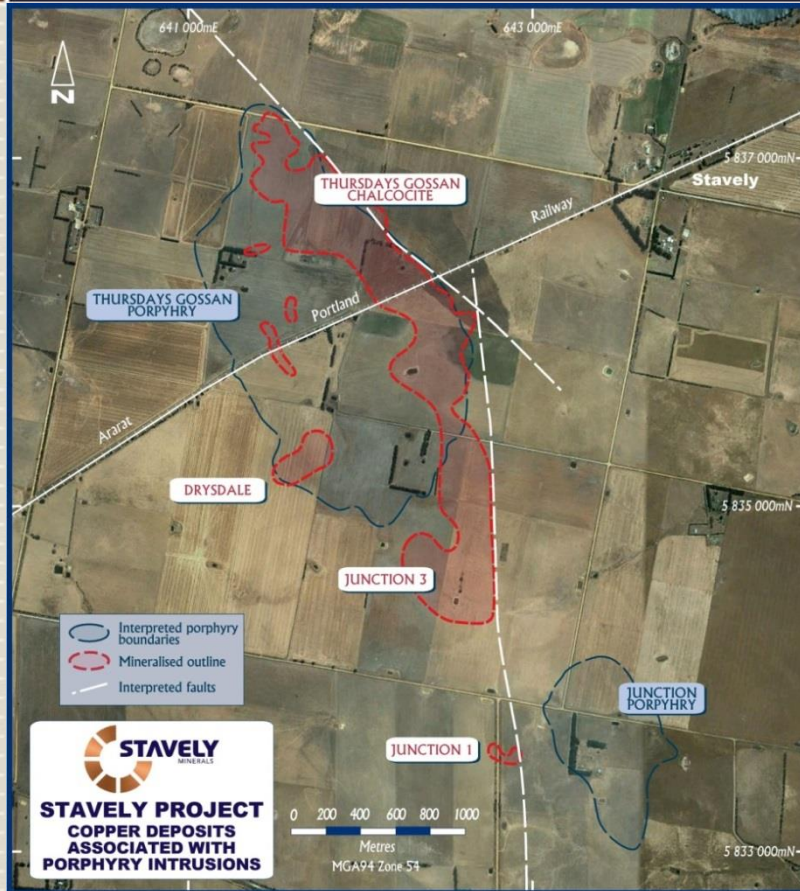 641 000mE
643 000mE
N
5 837 000mN
Stavely
THURSDAYS GOSSAN
CHALCOCITE
Railway
THURSDAYS GOSSAN
PORPYHRY
Portland
Ararat
DRYSDALE
5 835 000mN
JUNCTION 3
Interpreted porphyry
boundaries
Mineralised outline
Interpreted faults
JUNCTION
PORPYHRY
STAVELY
MINERALS
JUNCTION 1
STAVELY PROJECT
COPPER DEPOSITS
ASSOCIATED WITH
PORPHYRY INTRUSIONS
0 200 400 600 800 1000
Metres
MGA94 Zone 54
5 833 000mN